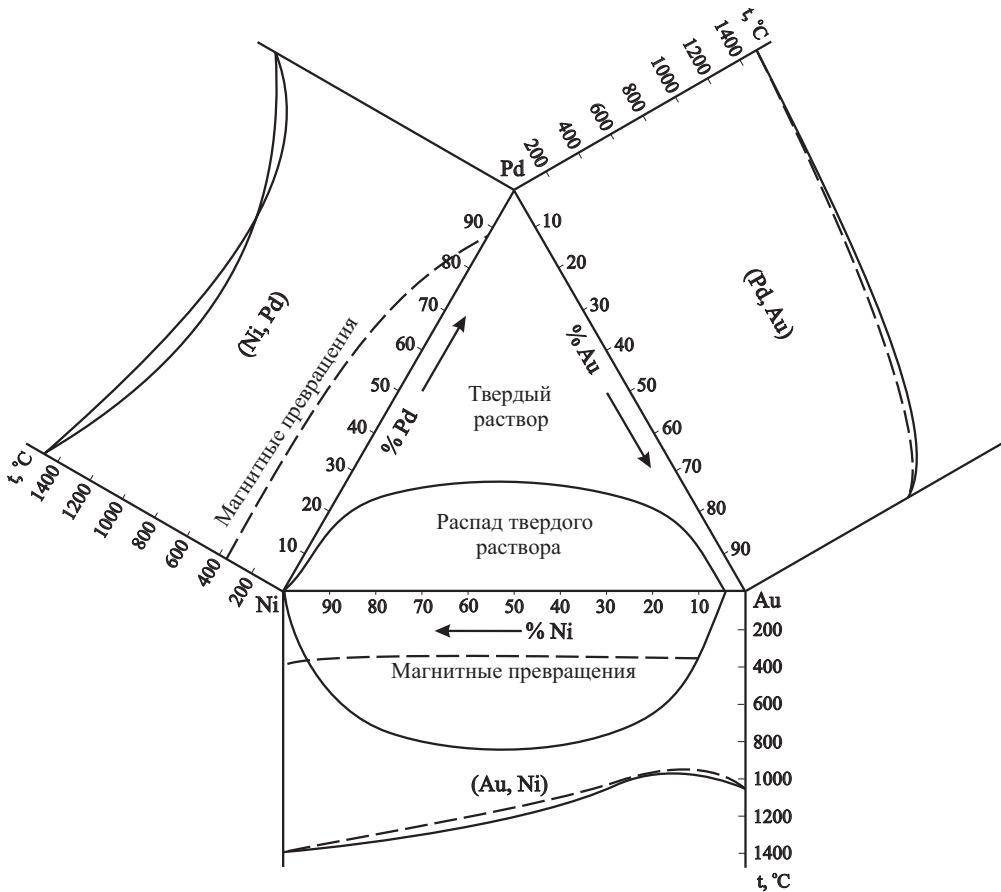 t, °C
1400
1200
1000
800
600
400
200
Pd
90
80
70
60
50
40
30
20
10
10
20
30
40
50
60
70
80
90
(Ni, Pd)
(Pd, Au)
Магнитные превращения
% Pd
% Au
Твердый
раствор
t, °C
1400
1200
1000
800
600
400
200
Распад твердого
раствора
Ni
90
80
70
60
50
40
30
20
10
Au
% Ni
Магнитные превращения
(Au, Ni)
200
400
600
800
1000
1200
1400
t, °C